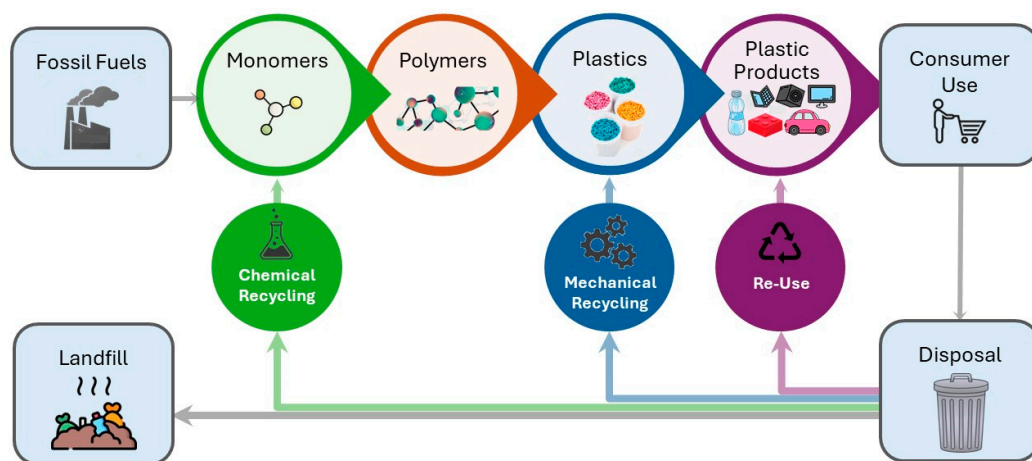 Fossil Fuels
Monomers
Polymers
Plastics
Plastic
Products
Consumer
Use
Chemical
Recycling
Mechanical
Recycling
Re-Use
Landfill
Disposal